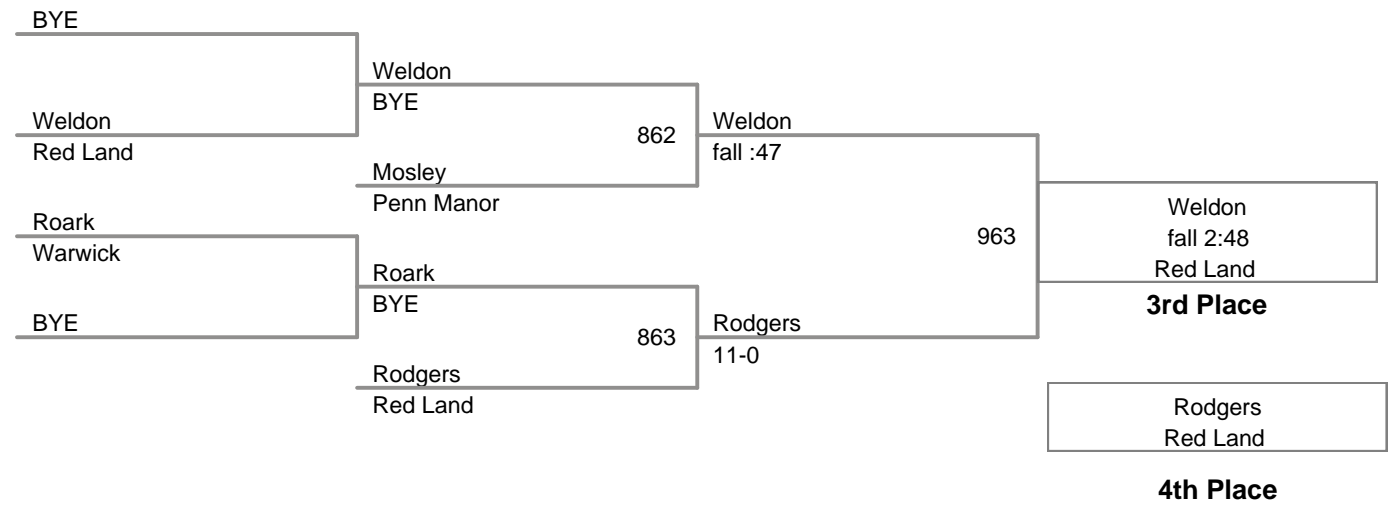 BYE
Weldon
BYE
Weldon
Red Land
862
Weldon
fall :47
Mosley
Penn Manor
Roark
Warwick
963
Weldon
fall 2:48
Red Land
3rd Place
Roark
BYE
BYE
863
Rodgers
11-0
Rodgers
Red Land
Rodgers
Red Land
4th Place